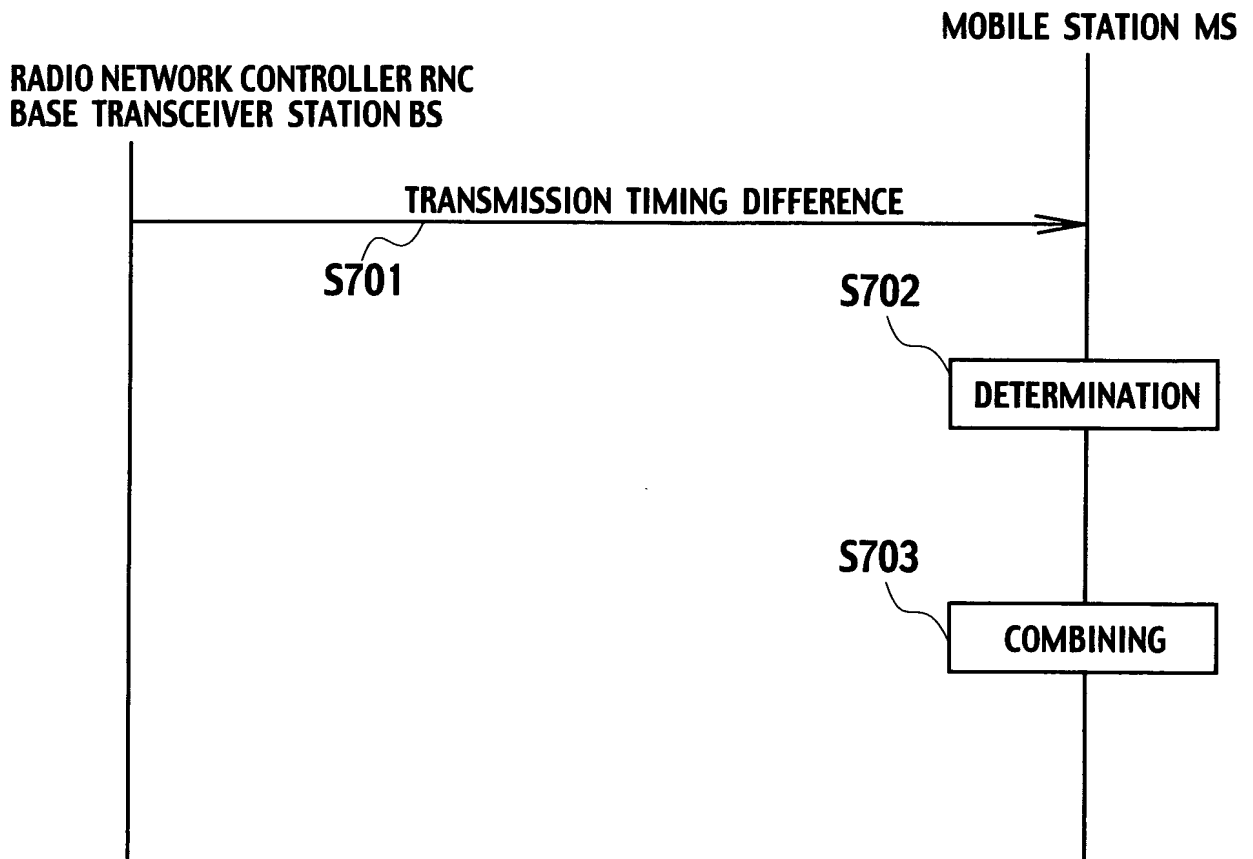 MOBILE STATION MS
RADIO NETWORK CONTROLLER RNC
BASE TRANSCEIVER STATION BS
TRANSMISSION TIMING DIFFERENCE
S701
S702
DETERMINATION
S703
COMBINING